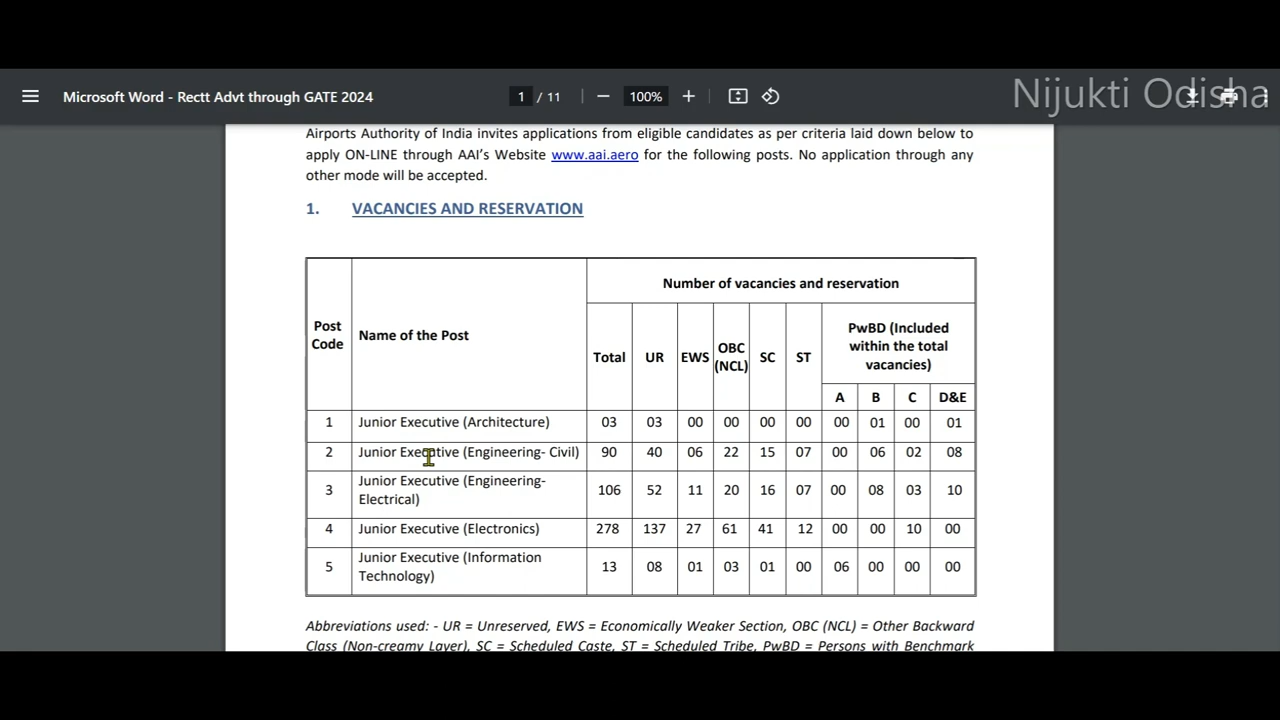 Microsoft Word - Rectt Advt through GATE 2024 1 / 11 100% Nijukti Odisha
Airports Authority of India invites applications from eligible candidates as per criteria laid down below to
apply ON-LINE through AAI's Website www.aai.aero for the following posts. No application through any
other mode will be accepted.
1. VACANCIES AND RESERVATION
Post Code Name of the Post Number of vacancies and reservation
Total UR EWS OBC (NCL) SC ST PwBD (Included within the total vacancies)
A B C D&E
1 Junior Executive (Architecture) 03 03 00 00 00 00 00 01 00 01
2 Junior Executive (Engineering- Civil) 90 40 06 22 15 07 00 06 02 08
3 Junior Executive (Engineering- Electrical) 106 52 11 20 16 07 00 08 03 10
4 Junior Executive (Electronics) 278 137 27 61 41 12 00 00 10 00
5 Junior Executive (Information Technology) 13 08 01 03 01 00 06 00 00 00
Abbreviations used: - UR = Unreserved, EWS = Economically Weaker Section, OBC (NCL) = Other Backward
Class (Non-creamy Layer), SC = Scheduled Caste, ST = Scheduled Tribe, PwBD = Persons with Benchmark